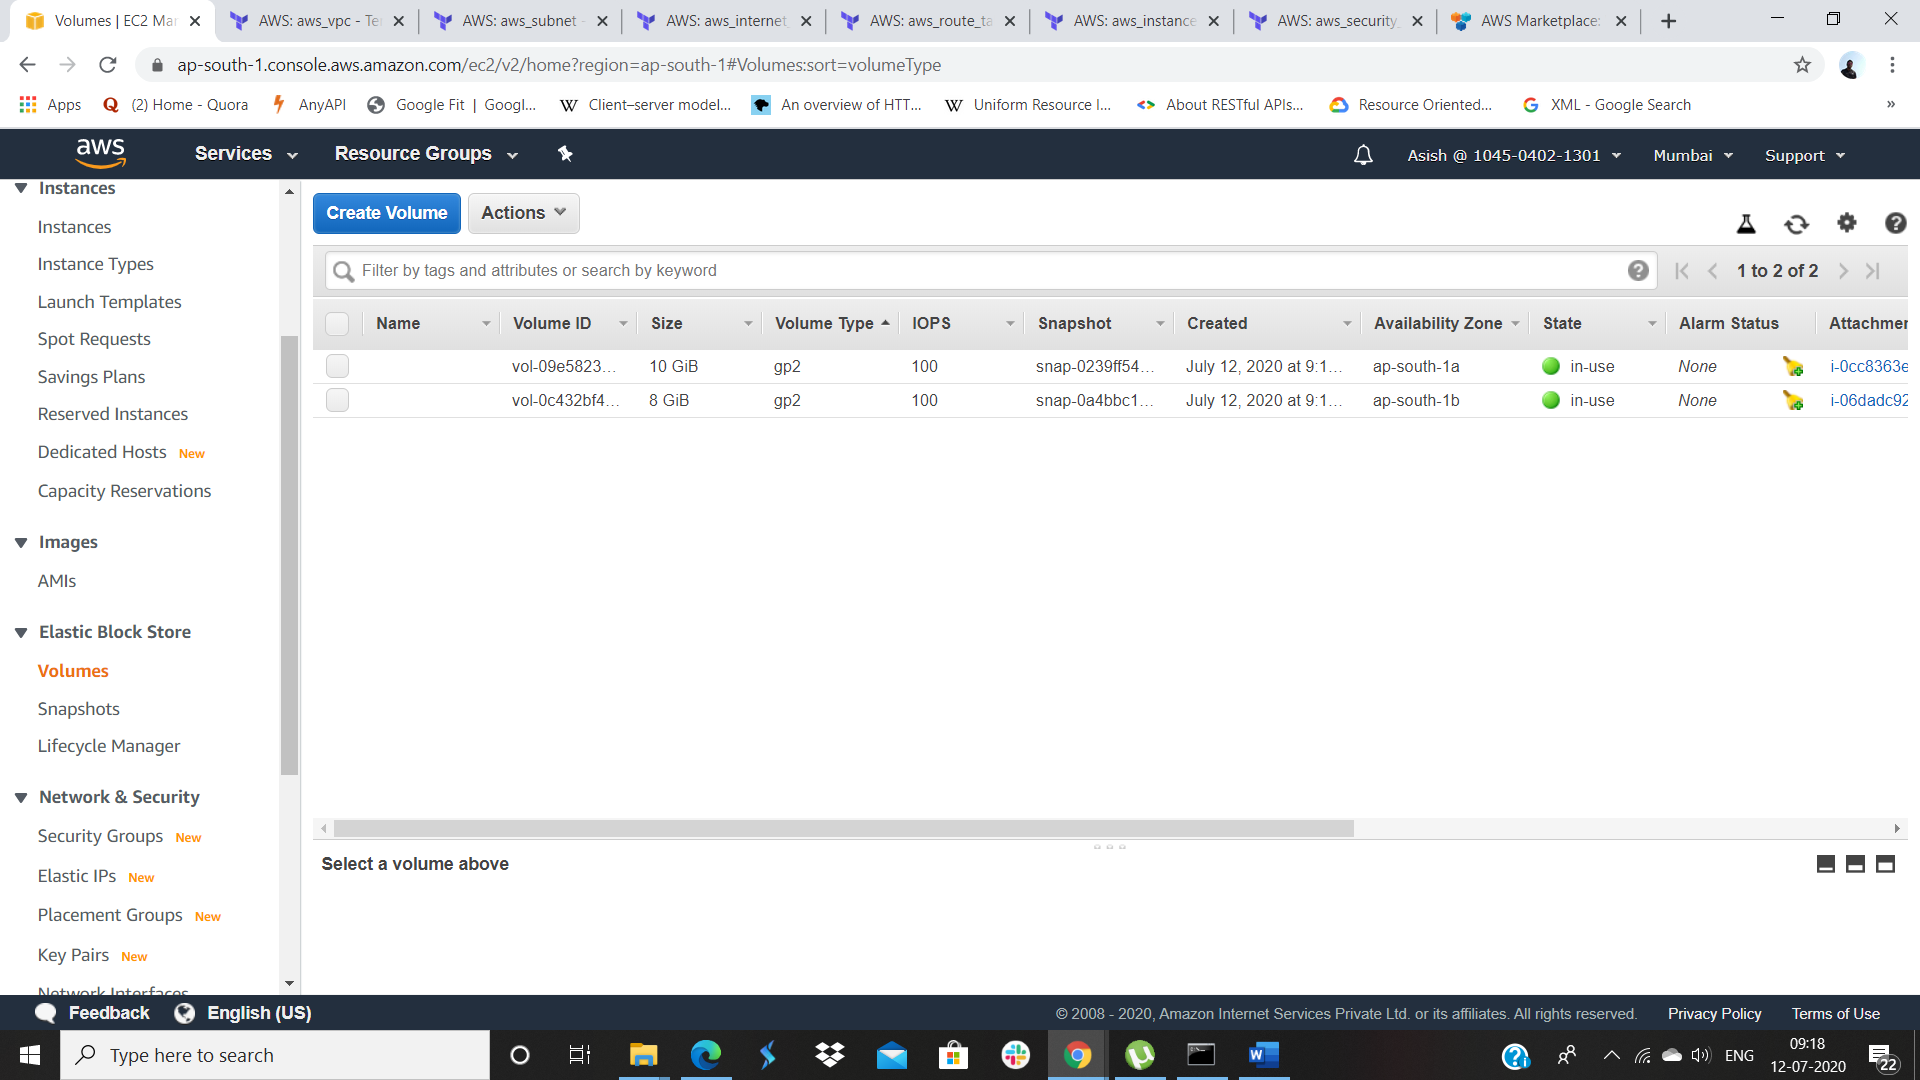 Volumes | EC2 Mar
AWS: aws_vpc - Te
AWS: aws_subnet -
AWS: aws_internet
AWS: aws_route_ta
AWS: aws_instance
AWS: aws_security
AWS Marketplace:
ap-south-1.console.aws.amazon.com/ec2/v2/home?region=ap-south-1#Volumes:sort=volumeType
Apps
(2) Home - Quora
AnyAPI
Google Fit | Googl...
Client–server model...
An overview of HTT...
Uniform Resource I...
About RESTful APIs...
Resource Oriented...
XML - Google Search
»
aws
Services
Resource Groups
Asish @ 1045-0402-1301
Mumbai
Support
Instances
Instances
Instance Types
Launch Templates
Spot Requests
Savings Plans
Reserved Instances
Dedicated Hosts New
Capacity Reservations
Images
AMIs
Elastic Block Store
Volumes
Snapshots
Lifecycle Manager
Network & Security
Security Groups New
Elastic IPs New
Placement Groups New
Key Pairs New
Network Interfaces
Create Volume
Actions
Filter by tags and attributes or search by keyword
1 to 2 of 2
Name Volume ID Size Volume Type IOPS Snapshot Created Availability Zone State Alarm Status Attachmen
vol-09e5823... 10 GiB gp2 100 snap-0239ff54... July 12, 2020 at 9:1... ap-south-1a in-use None i-0cc8363e
vol-0c432bf4... 8 GiB gp2 100 snap-0a4bbc1... July 12, 2020 at 9:1... ap-south-1b in-use None i-06dadc92
Select a volume above
Feedback
English (US)
© 2008 - 2020, Amazon Internet Services Private Ltd. or its affiliates. All rights reserved.
Privacy Policy
Terms of Use
Type here to search
ENG
09:18
12-07-2020
22